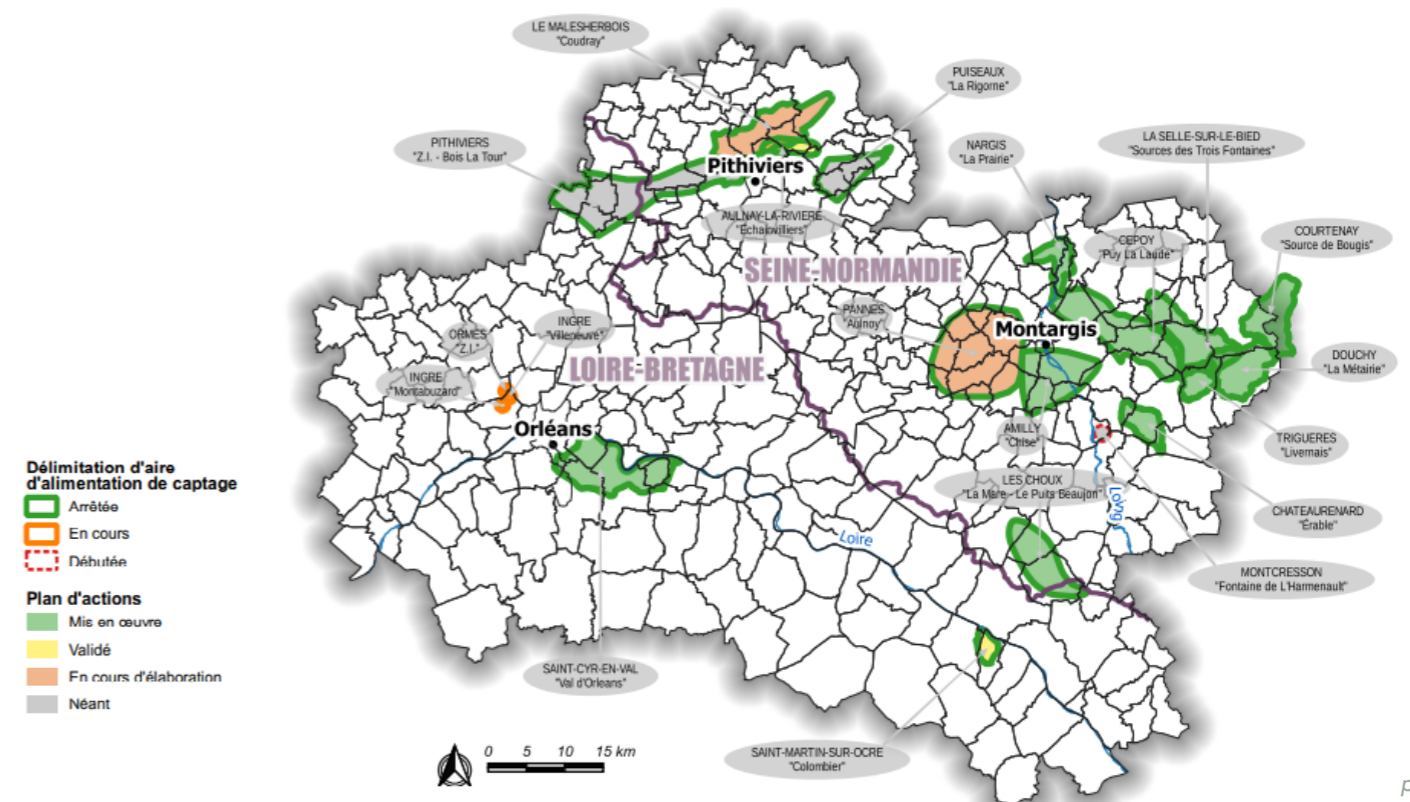 LE MALESHERBOIS
"Coudray"
PUISEAUX
"La Rigorne"
PITHIVIERS
"Z.I. - Bois La Tour"
NARGIS
"La Prairie"
LA SELLE-SUR-LE-BIED
"Sources des Trois Fontaines"
Pithiviers
AULNAY-LA-RIVIERE
"Echainvilliers"
CEPOY
"Puy La Laude"
COURTENAY
"Source de Bougis"
SEINE-NORMANDIE
PANNES
"Aulnoy"
Montargis
ORMES
"Z.I."
INGRE
"Villeneuve"
LOIRE-BRETAGNE
INGRE
"Montabuzard"
DOUCHY
"La Métairie"
Orléans
AMILLY
"Chise"
TRIGUERES
"Livernais"
LES CHOUX
"La Mare - Le Puits Beaujon"
Loing
CHATEAURENARD
"Érable"
Loire
MONTCRESSON
"Fontaine de L'Harmenault"
SAINT-CYR-EN-VAL
"Val d'Orleans"
SAINT-MARTIN-SUR-OCRE
"Colombier"
Délimitation d'aire
d'alimentation de captage
Arrêtée
En cours
Débutée
Plan d'actions
Mis en œuvre
Validé
En cours d'élaboration
Néant
0 5 10 15 km